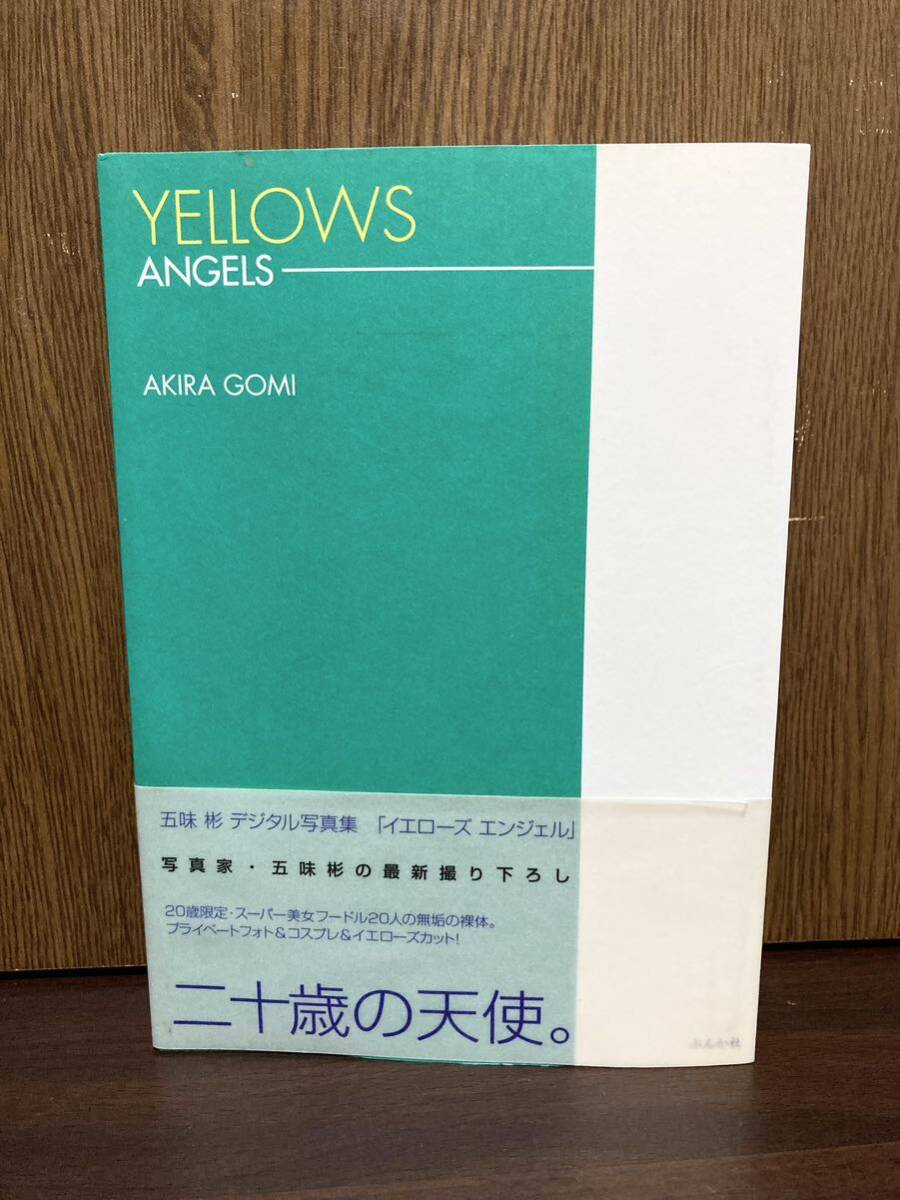 YELLOWS
ANGELS
AKIRA GOMI
五味 彬 デジタル写真集 「イエローズ エンジェル」
写真家・五味彬の最新撮り下ろし
20歳限定・スーパー美女フードル20人の無垢の裸体。
プライベートフォト&コスプレ&イエローズカット!
二十歳の天使。
ぶんか社